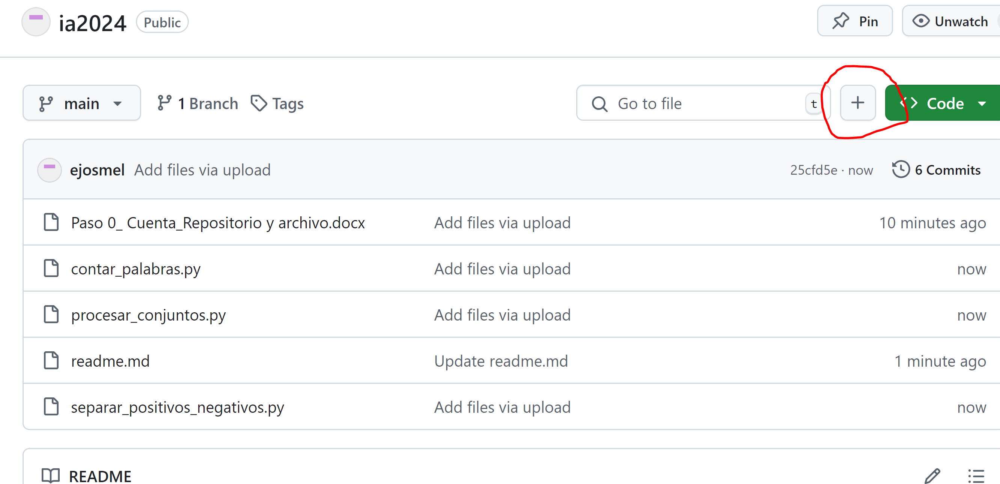 ia2024 Public Pin Unwatch
main 1 Branch Tags Go to file t + Code
ejosmel Add files via upload 25cfd5e · now 6 Commits
Paso 0_ Cuenta_Repositorio y archivo.docx Add files via upload 10 minutes ago
contar_palabras.py Add files via upload now
procesar_conjuntos.py Add files via upload now
readme.md Update readme.md 1 minute ago
separar_positivos_negativos.py Add files via upload now
README